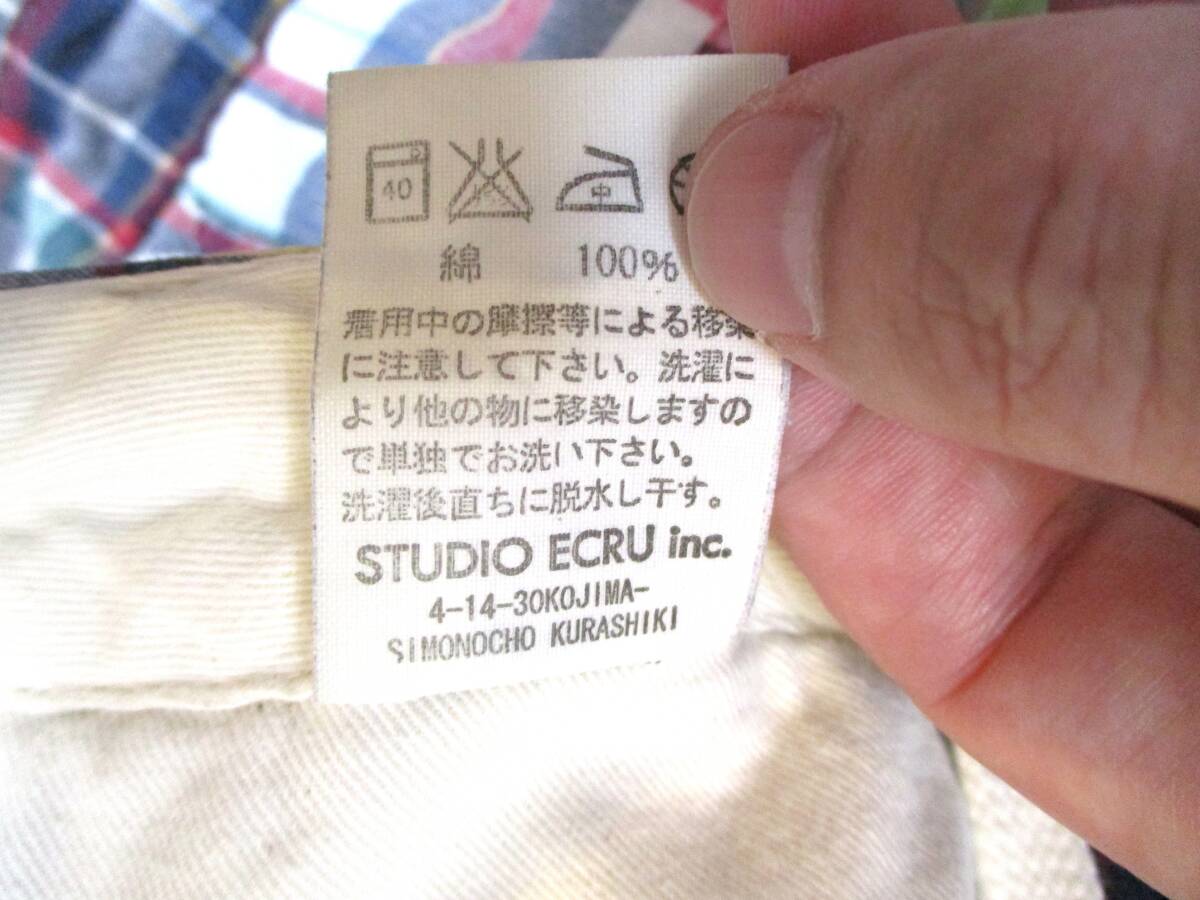 40 中
綿 100%
着用中の摩擦等による移染
に注意して下さい。洗濯に
より他の物に移染しますの
で単独でお洗い下さい。
洗濯後直ちに脱水し干す。
STUDIO ECRU inc.
4-14-30KOJIMA-
SIMONOCHO KURASHIKI